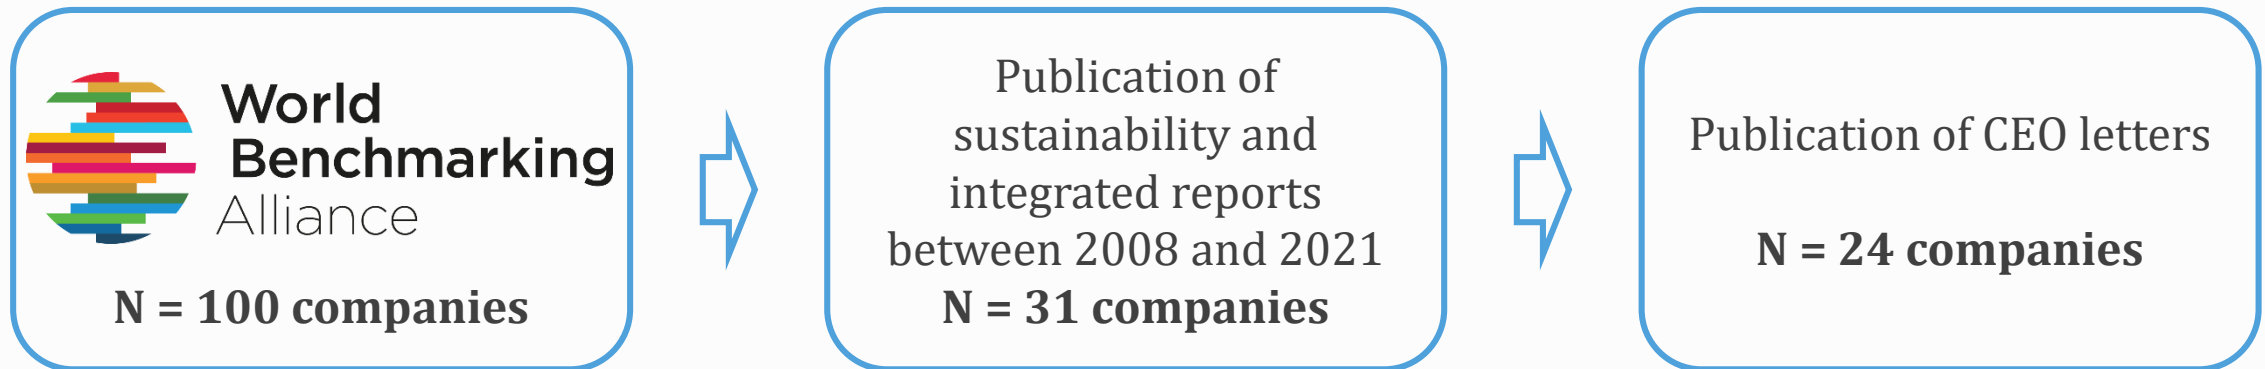 World
Benchmarking
Alliance
N = 100 companies
Publication of
sustainability and
integrated reports
between 2008 and 2021
N = 31 companies
Publication of CEO letters
N = 24 companies